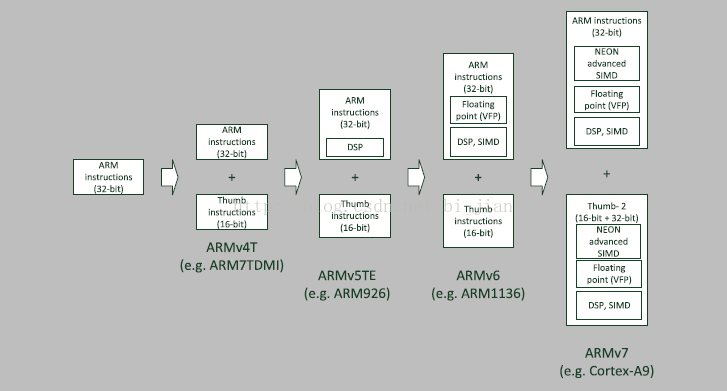 ARM
instructions
(32-bit)
ARM
instructions
(32-bit)
+
Thumb
instructions
(16-bit)
ARMv4T
(e.g. ARM7TDMI)
ARM
instructions
(32-bit)
DSP
+
Thumb
instructions
(16-bit)
ARMv5TE
(e.g. ARM926)
ARM
instructions
(32-bit)
Floating
point (VFP)
DSP, SIMD
+
Thumb
instructions
(16-bit)
ARMv6
(e.g. ARM1136)
ARM instructions
(32-bit)
NEON
advanced
SIMD
Floating
point (VFP)
DSP, SIMD
+
Thumb- 2
(16-bit + 32-bit)
NEON
advanced
SIMD
Floating
point (VFP)
DSP, SIMD
ARMv7
(e.g. Cortex-A9)